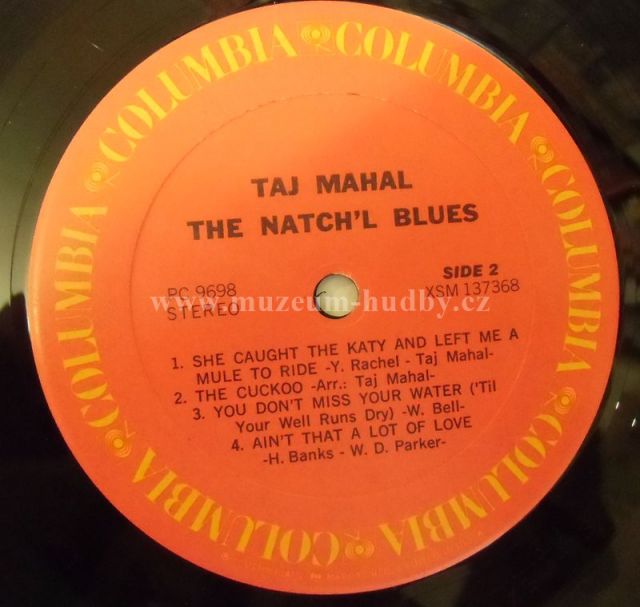 COLUMBIA COLUMBIA COLUMBIA COLUMBIA COLUMBIA COLUMBIA
TAJ MAHAL
THE NATCH'L BLUES
SIDE 2
PC 9698
XSM 137368
STEREO
www.muzeum-hudby.cz
1. SHE CAUGHT THE KATY AND LEFT ME A
MULE TO RIDE -Y. Rachel - Taj Mahal-
2. THE CUCKOO -Arr.: Taj Mahal-
3. YOU DON'T MISS YOUR WATER ('Til
Your Well Runs Dry) -W. Bell-
4. AIN'T THAT A LOT OF LOVE
-H. Banks - W. D. Parker-